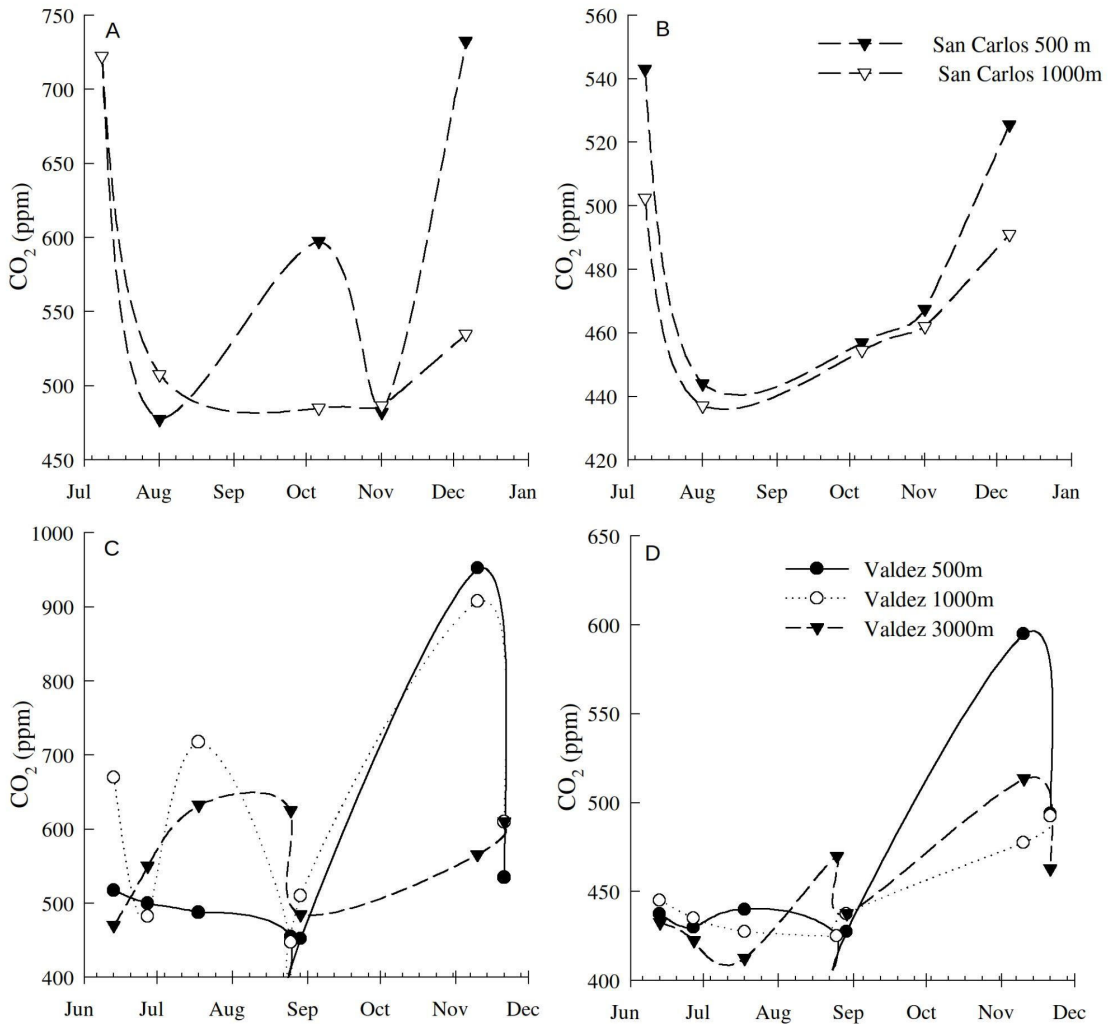 A
CO2 (ppm)
750
700
650
600
550
500
450
Jul Aug Sep Oct Nov Dec Jan
B
San Carlos 500 m
San Carlos 1000m
CO2 (ppm)
560
540
520
500
480
460
440
420
Jul Aug Sep Oct Nov Dec Jan
C
CO2 (ppm)
1000
900
800
700
600
500
400
Jun Jul Aug Sep Oct Nov Dec
D
Valdez 500m
Valdez 1000m
Valdez 3000m
CO2 (ppm)
650
600
550
500
450
400
Jun Jul Aug Sep Oct Nov Dec